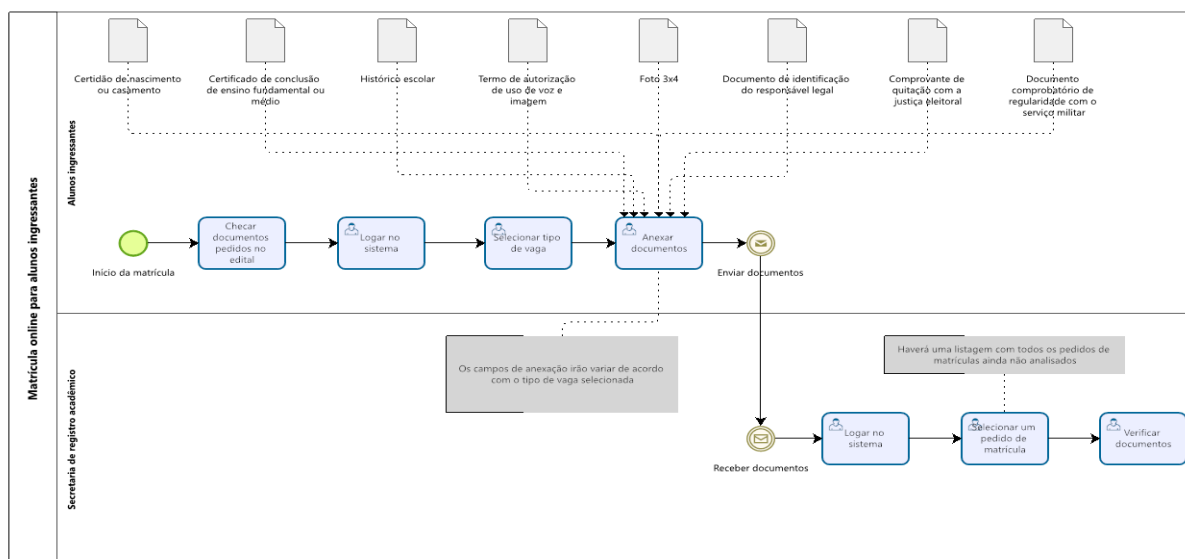 Matrícula online para alunos ingressantes
Alunos ingressantes
Certidão de nascimento
ou casamento
Certificado de conclusão
de ensino fundamental ou
médio
Histórico escolar
Termo de autorização
de uso de voz e
imagem
Foto 3x4
Documento de identificação
do responsável legal
Comprovante de
quitação com a
justiça eleitoral
Documento
comprobatório de
regularidade com o
serviço militar
Início da matrícula
Checar
documentos
pedidos no
edital
Logar no
sistema
Selecionar tipo
de vaga
Anexar
documentos
Enviar documentos
Secretaria de registro acadêmico
Os campos de anexação irão variar de acordo
com o tipo de vaga selecionada
Haverá uma listagem com todos os pedidos de
matrículas ainda não analisados
Receber documentos
Logar no
sistema
Selecionar um
pedido de
matrícula
Verificar
documentos